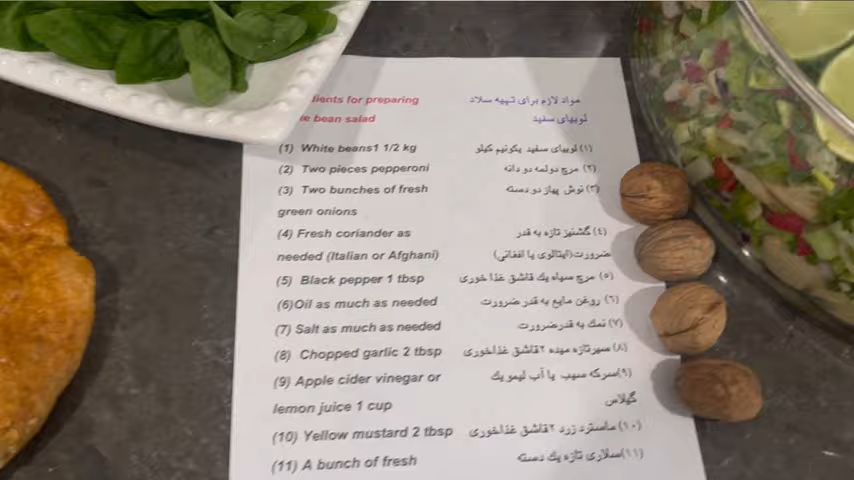 ients for preparing
e bean salad
(1) White beans1 1/2 kg
(2) Two pieces pepperoni
(3) Two bunches of fresh
green onions
(4) Fresh coriander as
needed (Italian or Afghani)
(5) Black pepper 1 tbsp
(6)Oil as much as needed
(7) Salt as much as needed
(8) Chopped garlic 2 tbsp
(9) Apple cider vinegar or
lemon juice 1 cup
(10) Yellow mustard 2 tbsp
(11) A bunch of fresh
مواد لازم برای تهیه سلاد
لوبیای سفید
(۱) لوبیای سفید یکونیم کیلو
(۲) مرچ دولمه دو دانه
(۳) نوش پیاز دو دسته
(٤) گشنیز تازه به قدر
ضرورت(ایتالوی یا افغانی)
(٥) مرچ سیاه یک قاشق غذا خوری
(٦) روغن مایع به قدر ضرورت
(۷) نمک به قدرضرورت
(۸) سیرتازه میده ۲قاشق غذاخوری
(۹)سرکه سیب یا آب لیمو یک
گیلاس
(۱۰) ماسترد زرد ۲قاشق غذاخوری
(۱۱)سلاری تازه یک دسته